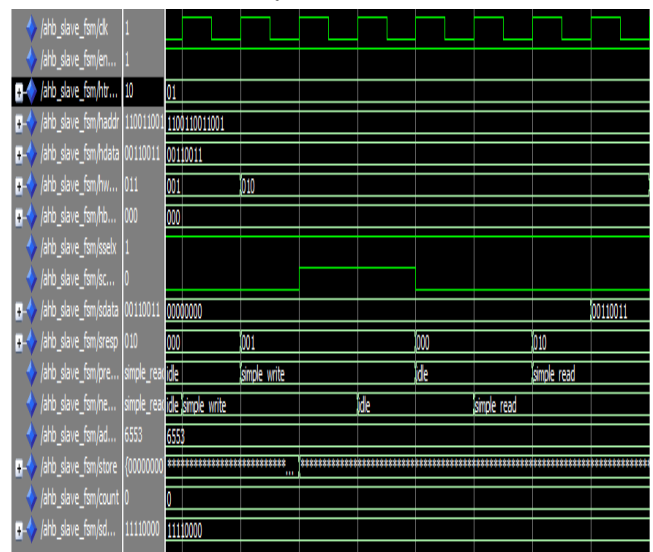 /ahb_slave_fsm/clk 1
/ahb_slave_fsm/en... 1
/ahb_slave_fsm/htr... 10 01
/ahb_slave_fsm/haddr 110011001 1100110011001
/ahb_slave_fsm/hdata 00110011 00110011
/ahb_slave_fsm/hw... 011 001 010
/ahb_slave_fsm/hb... 000 000
/ahb_slave_fsm/sselx 1
/ahb_slave_fsm/sc... 0
/ahb_slave_fsm/sdata 00110011 00000000 00110011
/ahb_slave_fsm/sresp 010 000 001 000 010
/ahb_slave_fsm/pre... simple_read idle simple_write idle simple_read
/ahb_slave_fsm/ne... simple_read idle simple_write idle simple_read
/ahb_slave_fsm/ad... 6553 6553
/ahb_slave_fsm/store {00000000
/ahb_slave_fsm/count 0 0
/ahb_slave_fsm/sd... 11110000 11110000